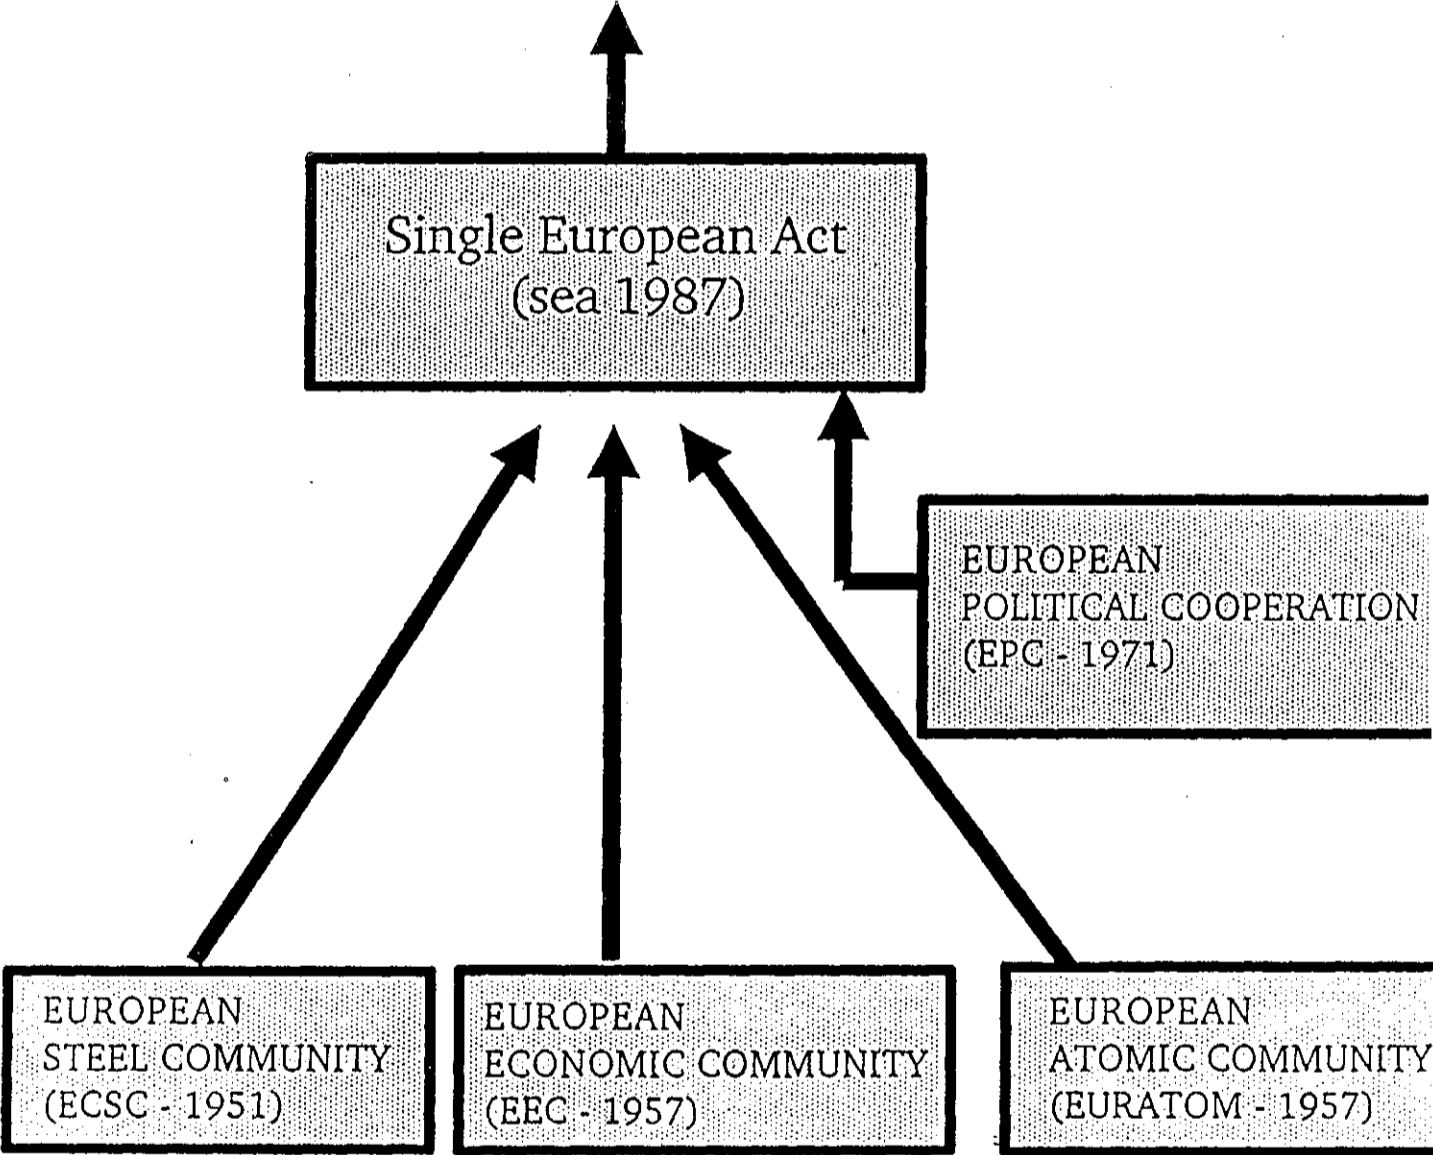 Single European Act
(sea 1987)
EUROPEAN
POLITICAL COOPERATION
(EPC - 1971)
EUROPEAN
STEEL COMMUNITY
(ECSC - 1951)
EUROPEAN
ECONOMIC COMMUNITY
(EEC - 1957)
EUROPEAN
ATOMIC COMMUNITY
(EURATOM - 1957)